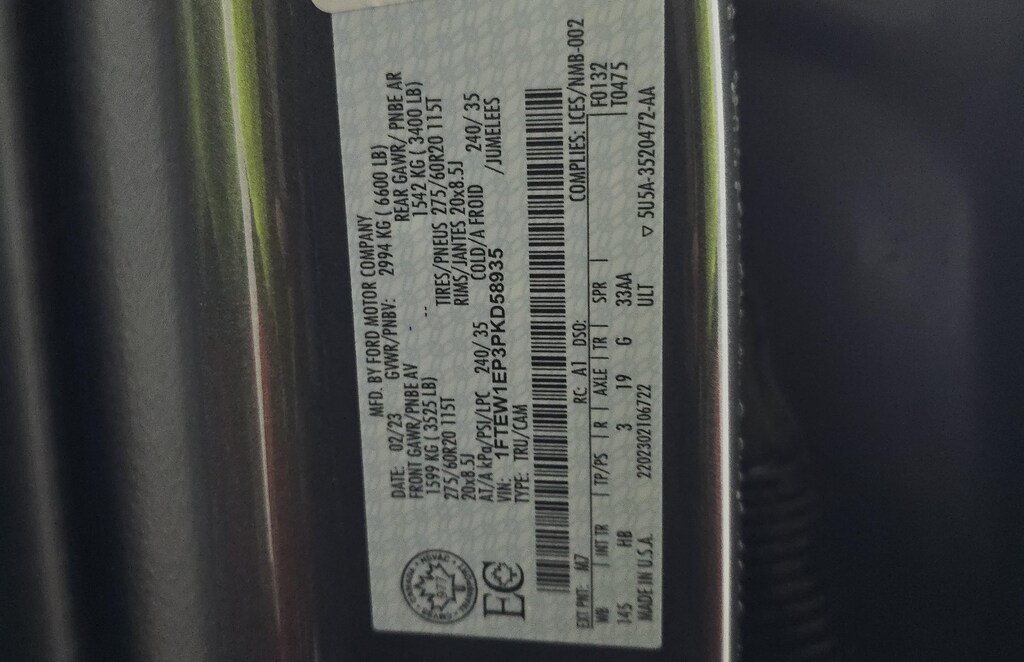 MFD. BY FORD MOTOR COMPANY
DATE: 02/23 GVWR/PNBV: 2994 KG ( 6600 LB)
FRONT GAWR/PNBE AV REAR GAWR/ PNBE AR
1599 KG ( 3525 LB) -- 1542 KG ( 3400 LB)
275/60R20 115T TIRES/PNEUS 275/60R20 115T
20x8.5J RIMS/JANTES 20x8.5J
AT/A kPa/PSI/LPC 240/ 35 COLD/A FROID 240/ 35
VIN: 1FTEW1EP3PKD58935 /JUMELEES
TYPE: TRU/CAM
977
EC
EXT PNT: M7 RC: A1 DSO: COMPLIES: ICES/NMB-002
WB | INT TR | TP/PS | R | AXLE | TR | SPR | F0132
145 HB 3 19 G 33AA | T0475
MADE IN U.S.A. 2202302106722 ULT ▽ 5U5A-3520472-AA